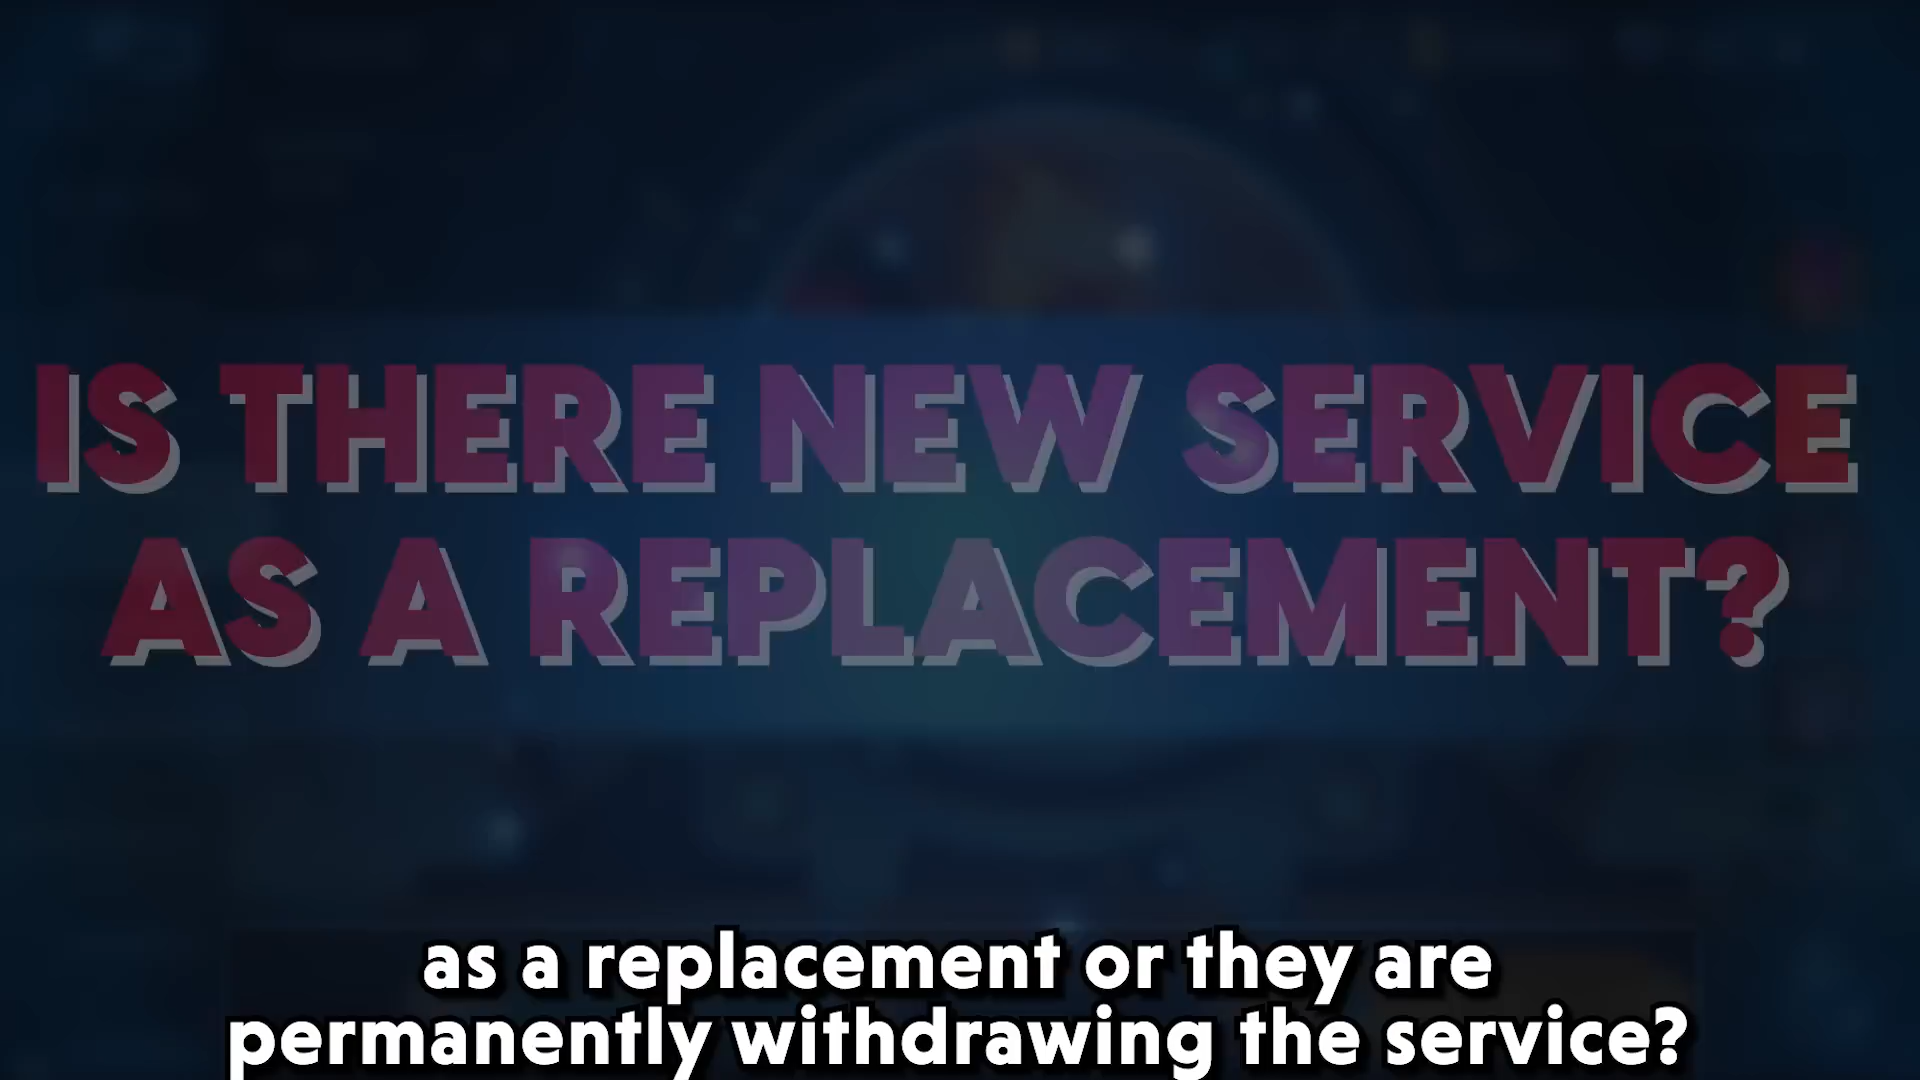 IS THERE NEW SERVICE
AS A REPLACEMENT?
as a replacement or they are
permanently withdrawing the service?